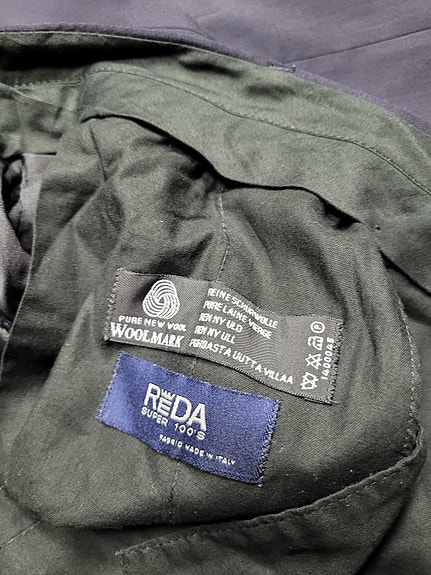 PURE NEW WOOL
WOOLMARK
REINE SCHURWOLLE
PURE LAINE VIERGE
REN NY ULD
REN NY ULL
PUHDASTA UUTTA VILLAA
1400045
REDA
SUPER 100'S
FABRIC MADE IN ITALY